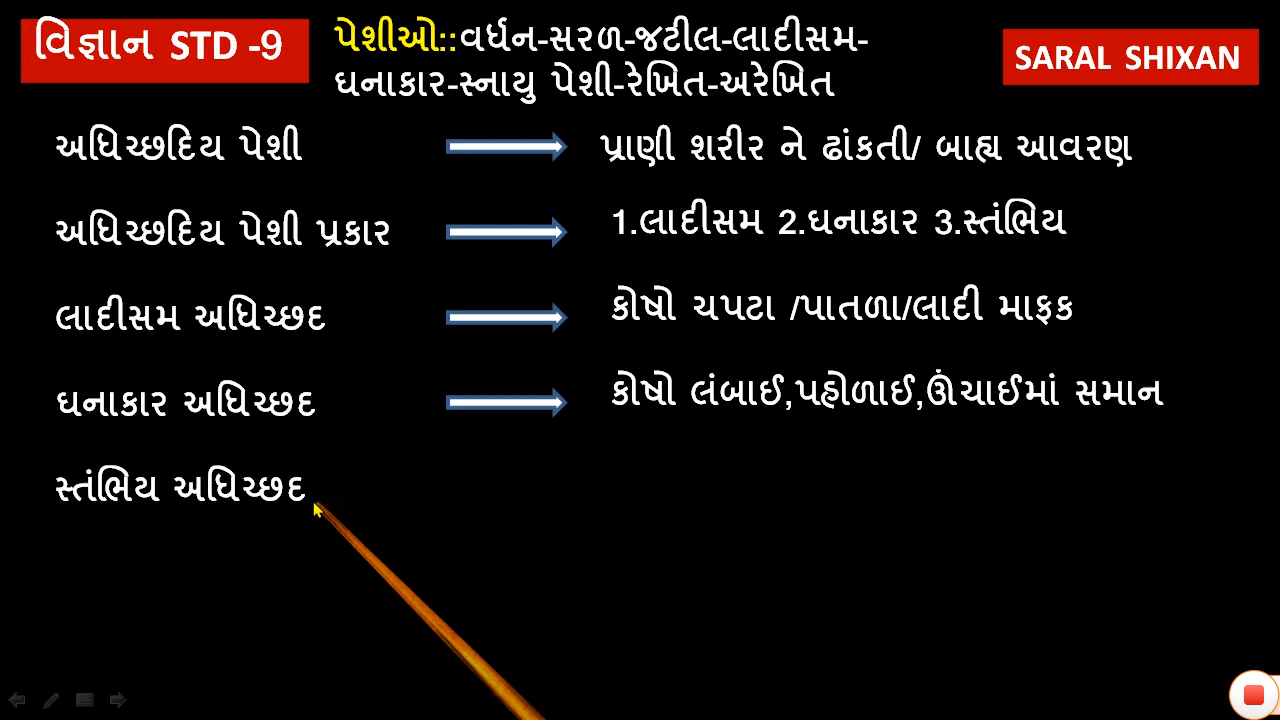 વિજ્ઞાન STD -9
પેશીઓ::વર્ધન-સરળ-જટીલ-લાદીસમ-
ઘનાકાર-સ્નાયુ પેશી-રેખિત-અરેખિત
SARAL SHIXAN
અધિચ્છદિય પેશી
પ્રાણી શરીર ને ઢાંકતી/ બાહ્ય આવરણ
અધિચ્છદિય પેશી પ્રકાર
1.લાદીસમ 2.ઘનાકાર 3.સ્તંભિય
લાદીસમ અધિચ્છદ
કોષો ચપટા /પાતળા/લાદી માફક
ઘનાકાર અધિચ્છદ
કોષો લંબાઈ,પહોળાઈ,ઊંચાઈમાં સમાન
સ્તંભિય અધિચ્છદ